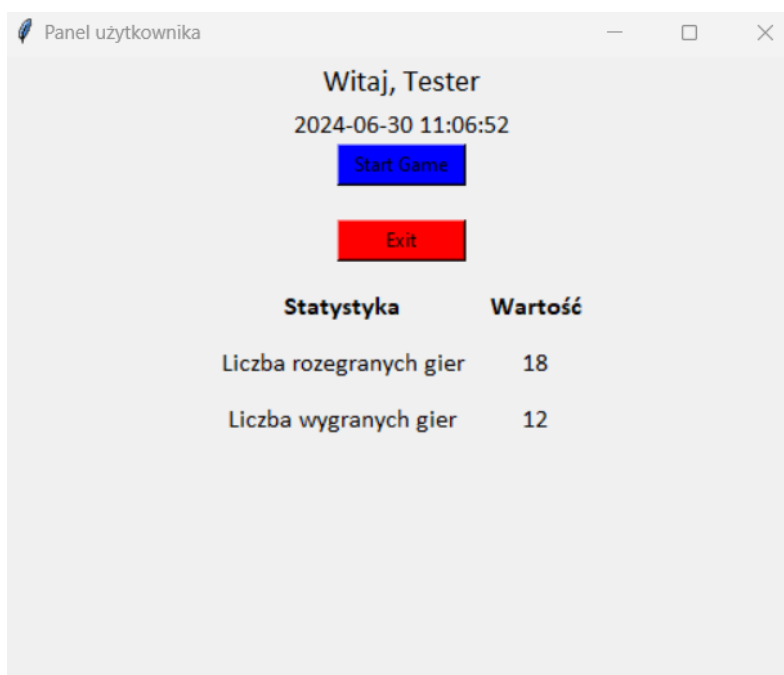 Panel użytkownika
Witaj, Tester
2024-06-30 11:06:52
Start Game
Exit
Statystyka Wartość
Liczba rozegranych gier 18
Liczba wygranych gier 12